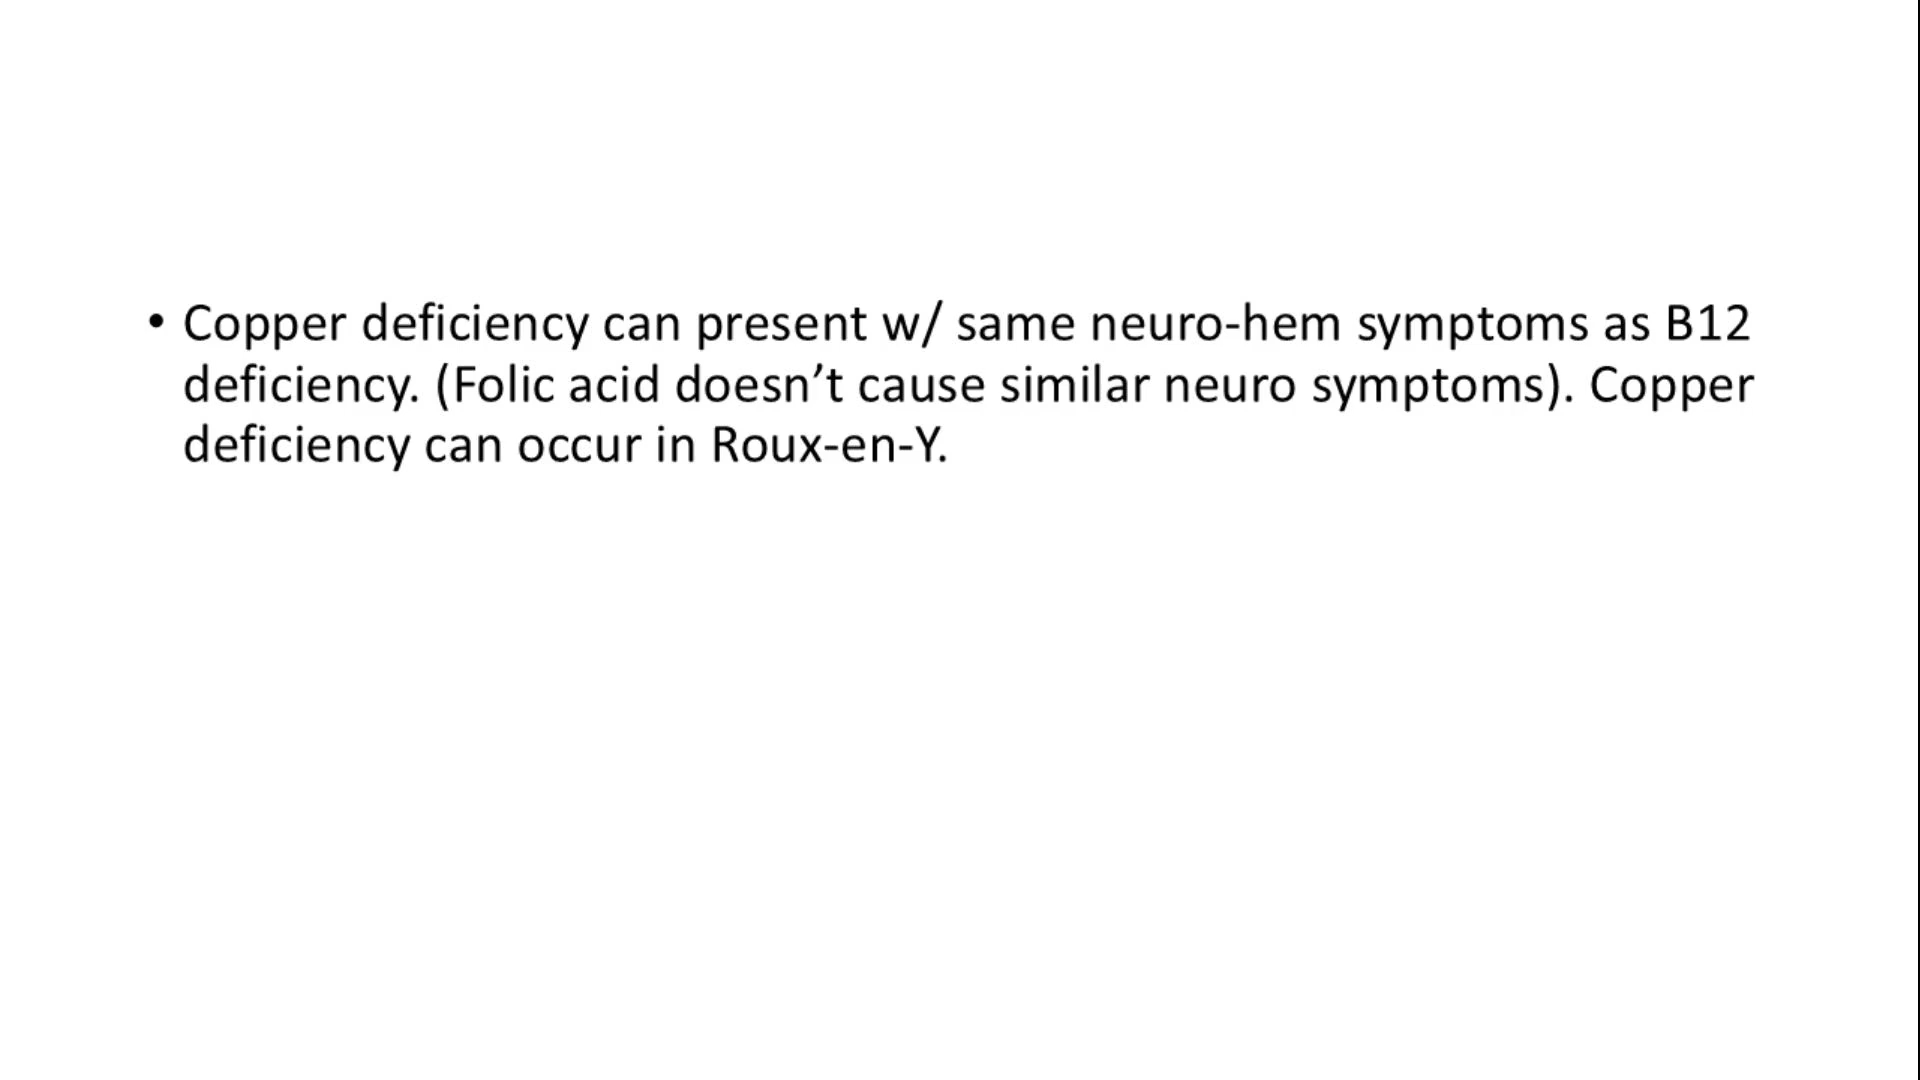 • Copper deficiency can present w/ same neuro-hem symptoms as B12
deficiency. (Folic acid doesn’t cause similar neuro symptoms). Copper
deficiency can occur in Roux-en-Y.